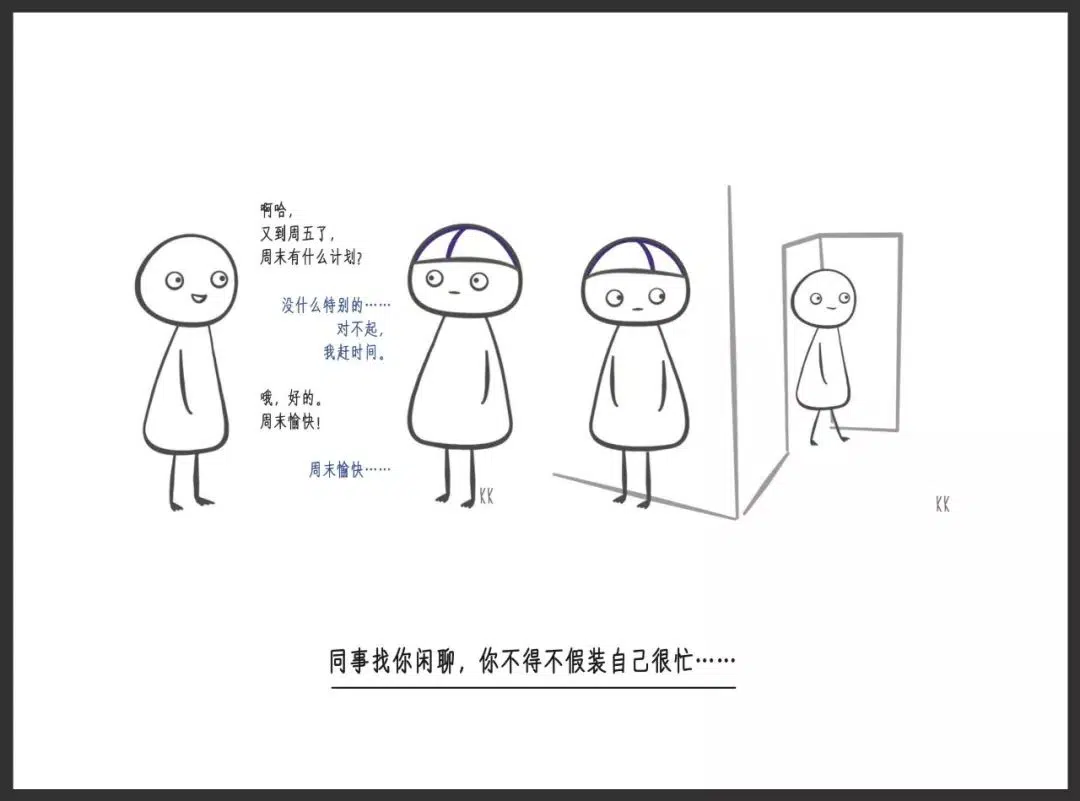 啊哈，
又到周五了，
周末有什么计划？
没什么特别的……
对不起，
我赶时间。
哦，好的。
周末愉快！
周末愉快……
KK
KK
同事找你闲聊，你不得不假装自己很忙……